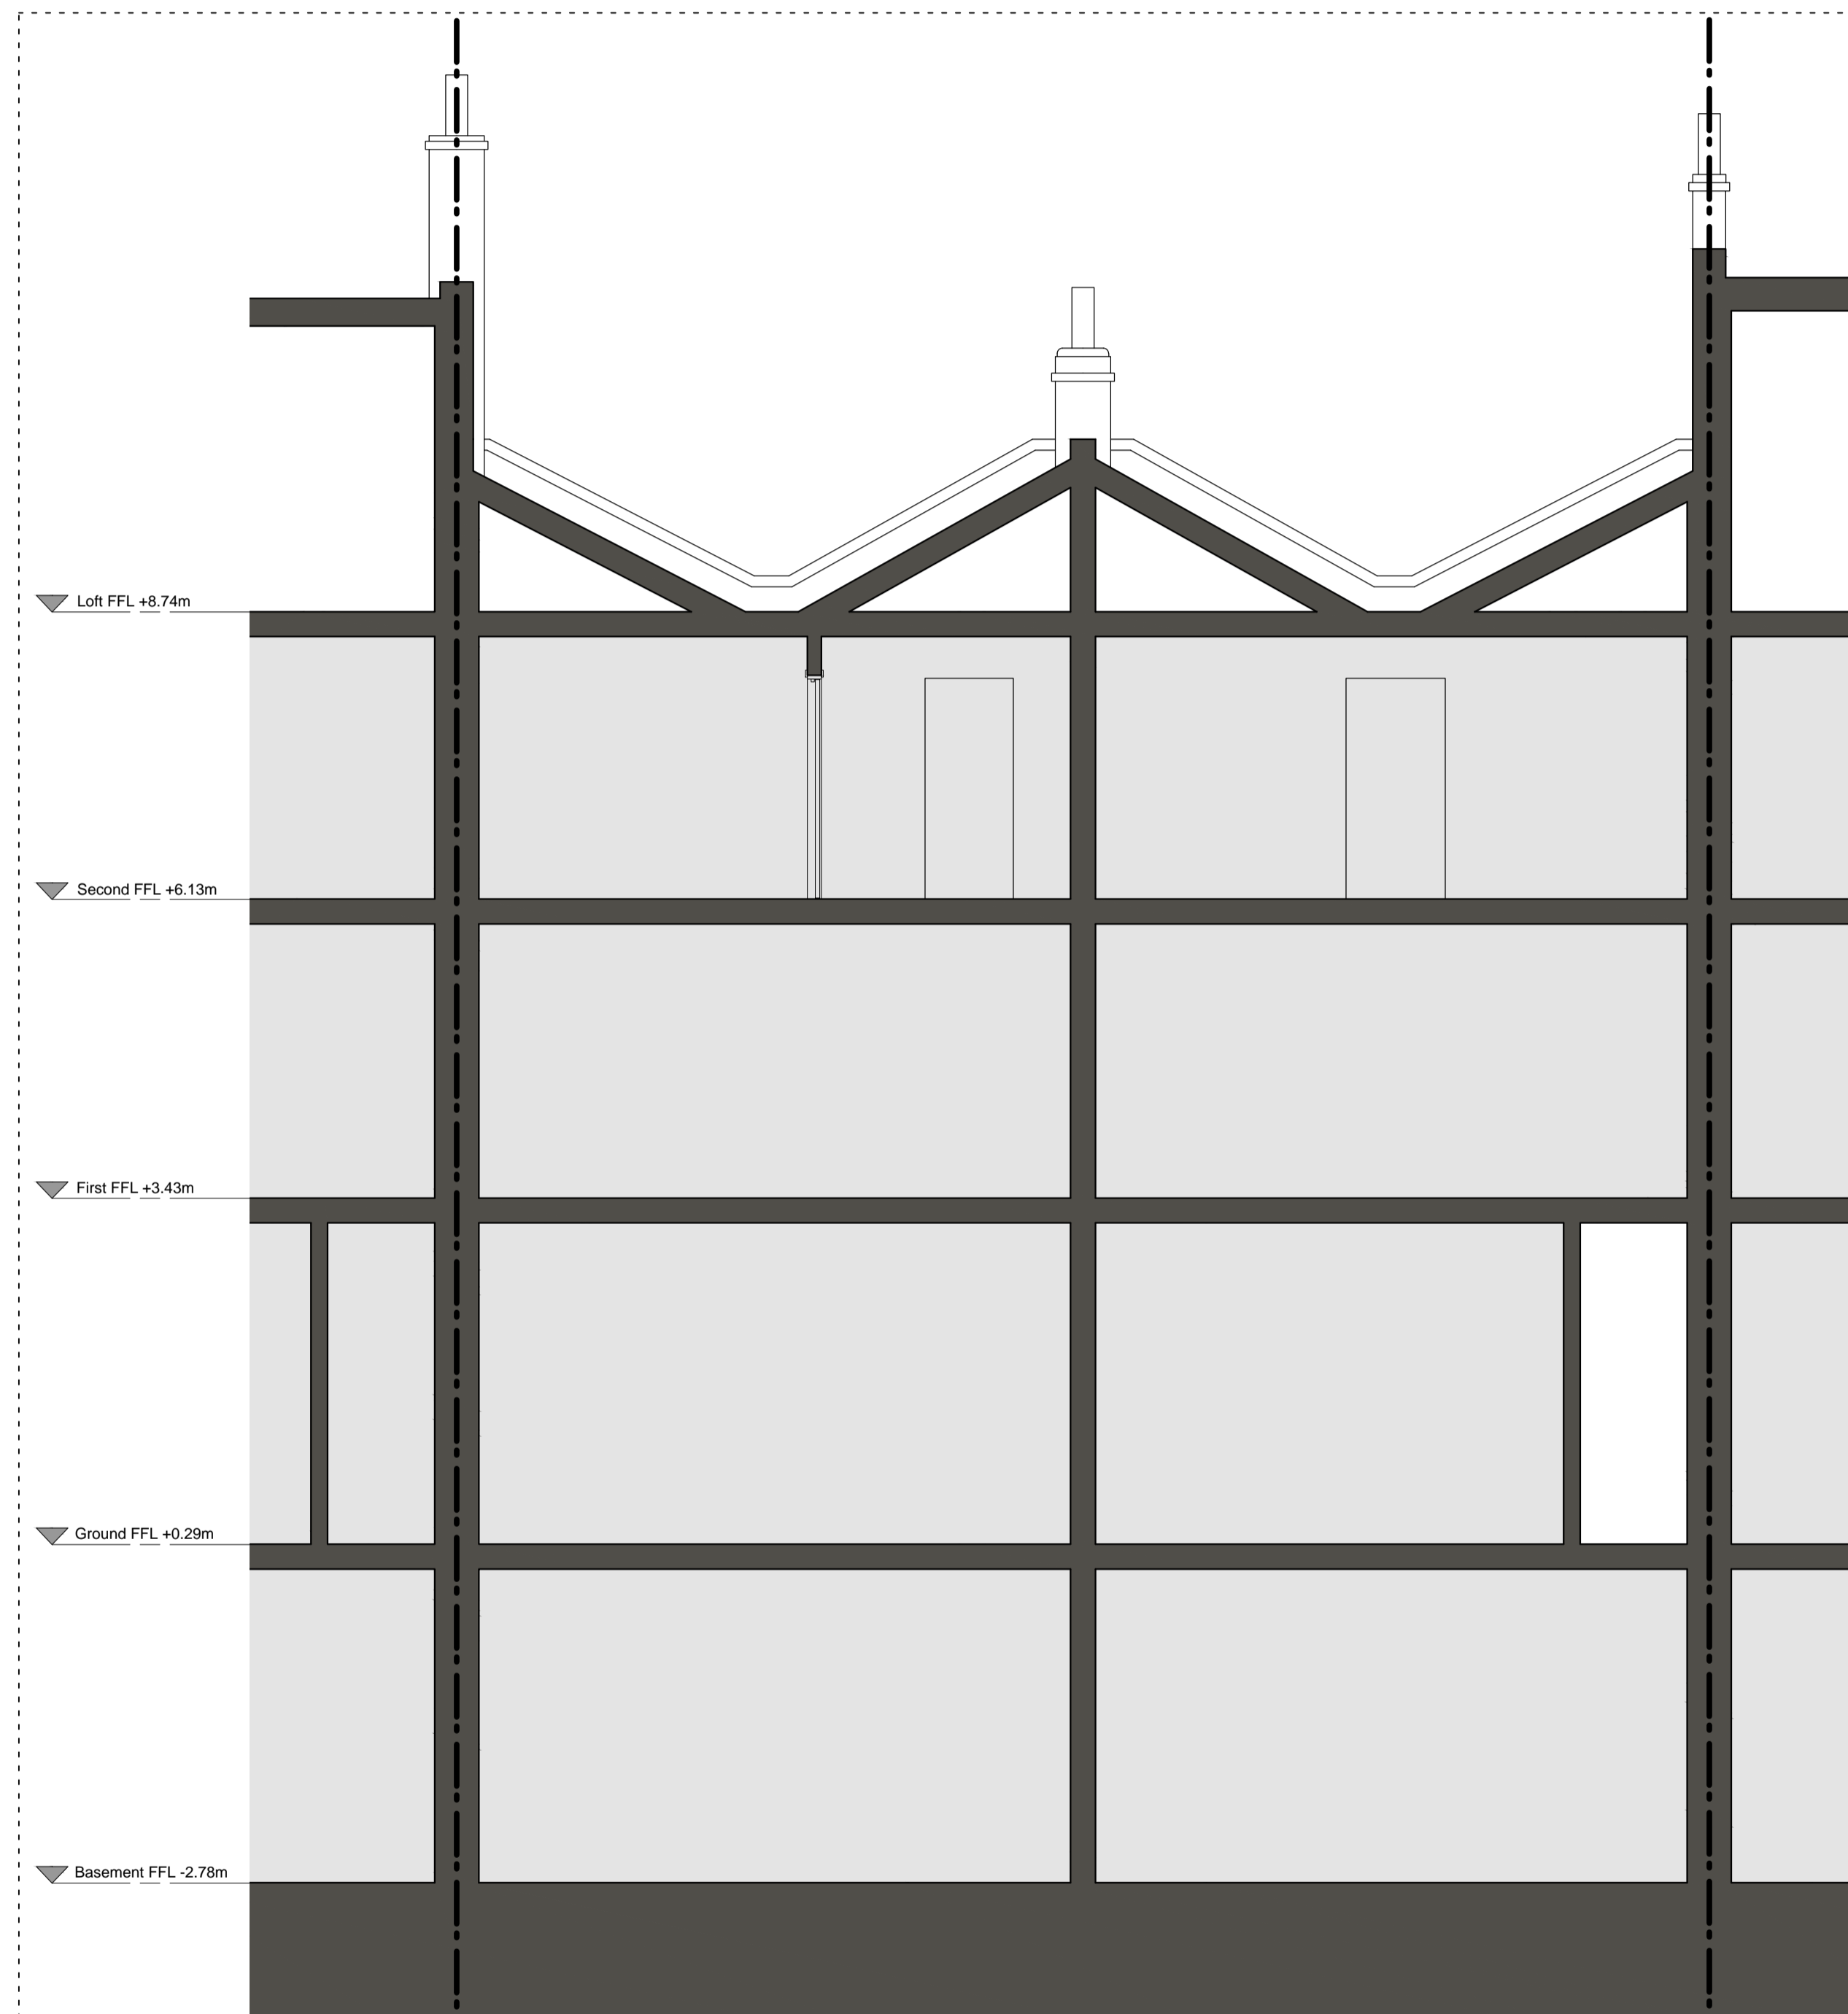 Loft FFL +8.74m
Second FFL +6.13m
First FFL +3.43m
Ground FFL +0.29m
Basement FFL -2.78m